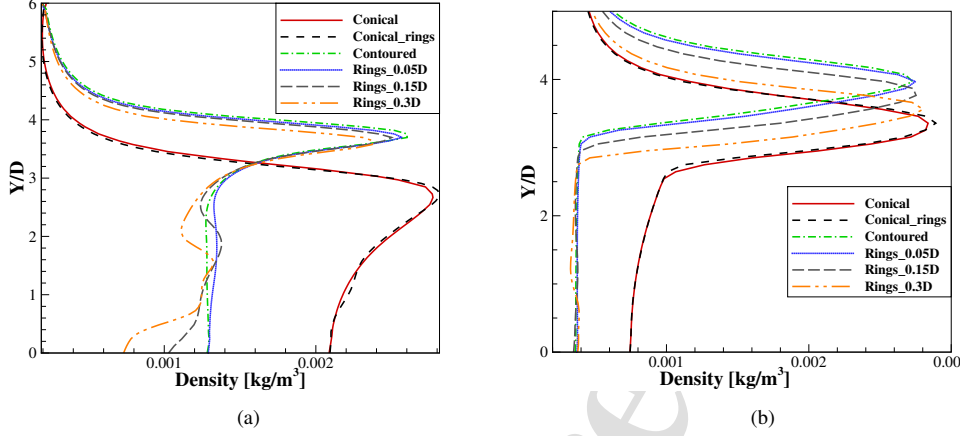 6
5
4
3
2
1
0
Y/D
Conical
Conical_rings
Contoured
Rings_0.05D
Rings_0.15D
Rings_0.3D
0.001
0.002
Density [kg/m³]
(a)
4
2
0
Y/D
Conical
Conical_rings
Contoured
Rings_0.05D
Rings_0.15D
Rings_0.3D
0.001
0.002
0.00
Density [kg/m³]
(b)